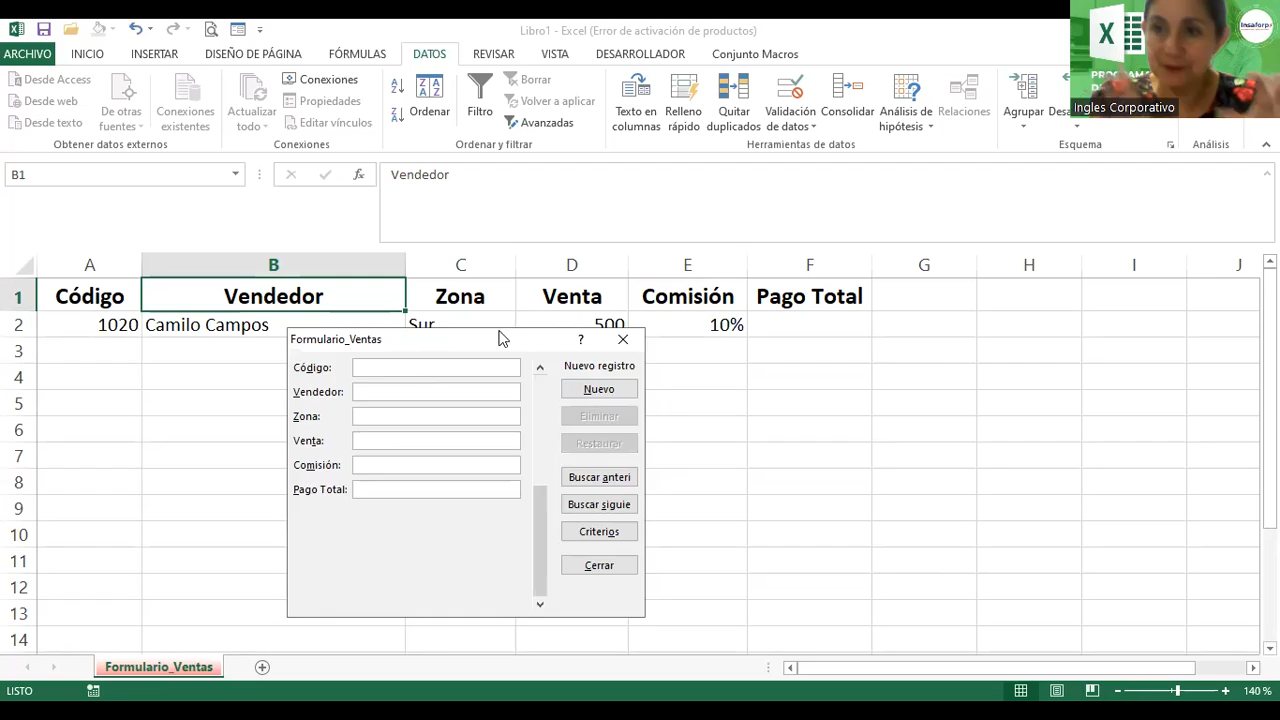 Libro1 - Excel (Error de activación de productos)
ARCHIVO INICIO INSERTAR DISEÑO DE PÁGINA FÓRMULAS DATOS REVISAR VISTA DESARROLLADOR Conjunto Macros
Desde Access
Desde web
Desde texto
De otras fuentes
Conexiones existentes
Obtener datos externos
Actualizar todo
Conexiones
Propiedades
Editar vínculos
Conexiones
Ordenar
Filtro
Borrar
Volver a aplicar
Avanzadas
Ordenar y filtrar
Texto en columnas
Relleno rápido
Quitar duplicados
Validación de datos
Consolidar
Análisis de hipótesis
Relaciones
Herramientas de datos
Agrupar
Esquema
Análisis
Insaforp
Ingles Corporativo
B1 Vendedor
A B C D E F G H I J
1 Código Vendedor Zona Venta Comisión Pago Total
2 1020 Camilo Campos Sur 500 10%
3
4
5
6
7
8
9
10
11
12
13
14
Formulario_Ventas ?
Código:
Vendedor:
Zona:
Venta:
Comisión:
Pago Total:
Nuevo registro
Nuevo
Eliminar
Restaurar
Buscar anteri
Buscar siguie
Criterios
Cerrar
Formulario_Ventas
LISTO 140 %